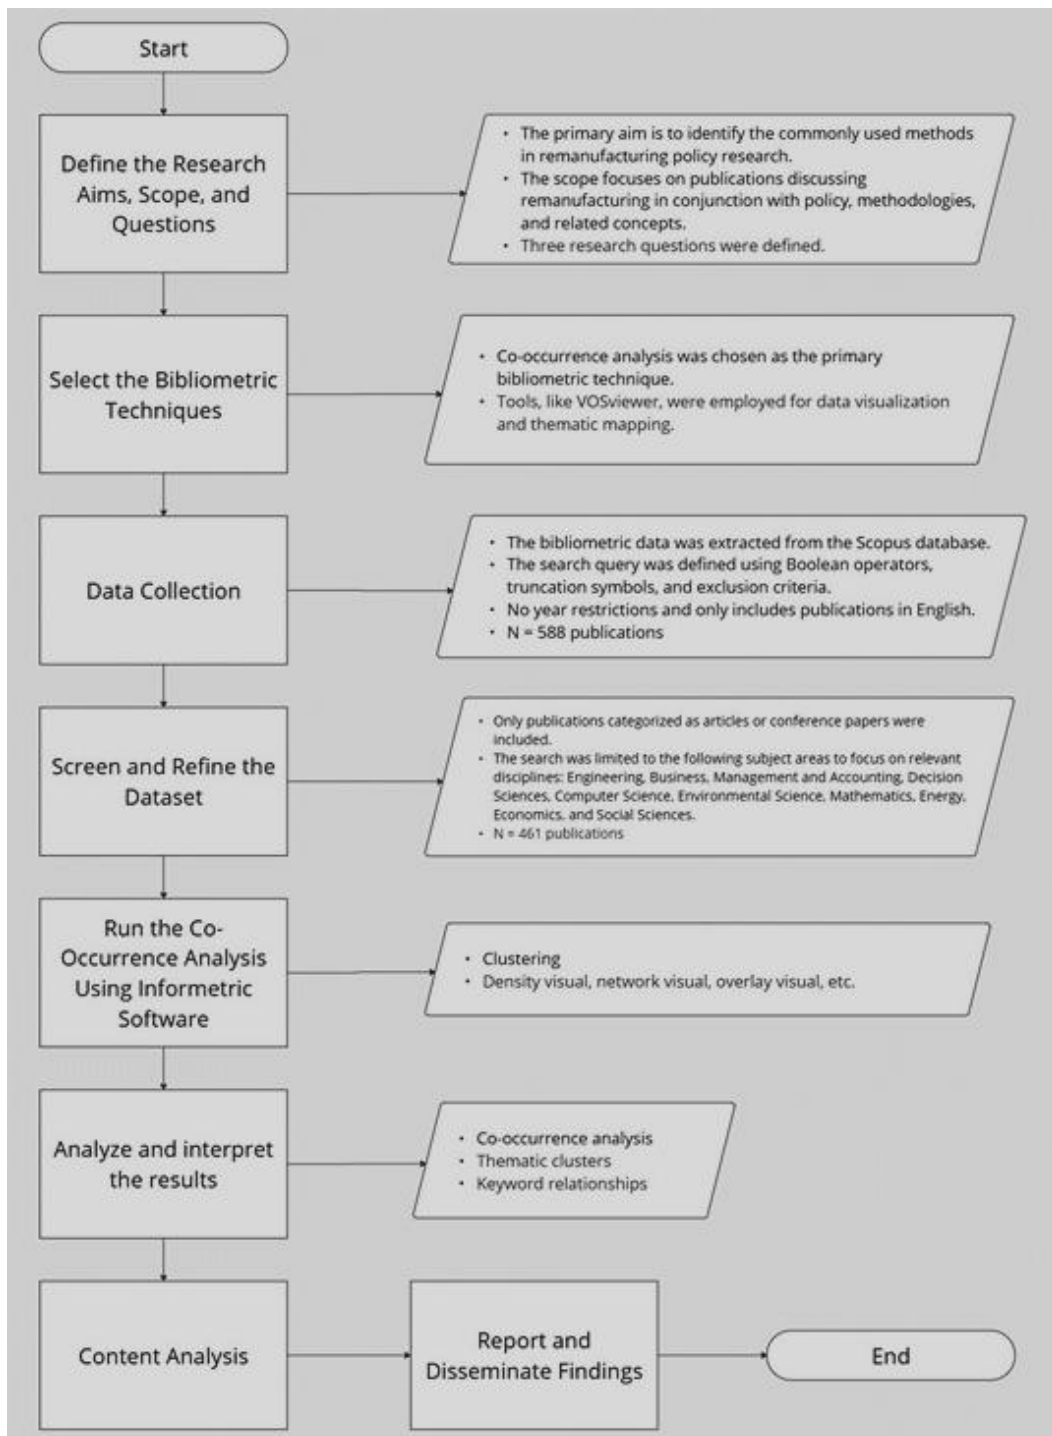 Start
Define the Research
Aims, Scope, and
Questions
• The primary aim is to identify the commonly used methods
in remanufacturing policy research.
• The scope focuses on publications discussing
remanufacturing in conjunction with policy, methodologies,
and related concepts.
• Three research questions were defined.
Select the Bibliometric
Techniques
• Co-occurrence analysis was chosen as the primary
bibliometric technique.
• Tools, like VOSviewer, were employed for data visualization
and thematic mapping.
Data Collection
• The bibliometric data was extracted from the Scopus database.
• The search query was defined using Boolean operators,
truncation symbols, and exclusion criteria.
• No year restrictions and only includes publications in English.
• N = 588 publications
Screen and Refine the
Dataset
• Only publications categorized as articles or conference papers were
included.
• The search was limited to the following subject areas to focus on relevant
disciplines: Engineering, Business, Management and Accounting, Decision
Sciences, Computer Science, Environmental Science, Mathematics, Energy,
Economics, and Social Sciences.
• N = 461 publications
Run the Co-
Occurrence Analysis
Using Informetric
Software
• Clustering
• Density visual, network visual, overlay visual, etc.
Analyze and interpret
the results
• Co-occurrence analysis
• Thematic clusters
• Keyword relationships
Content Analysis
Report and
Disseminate Findings
End